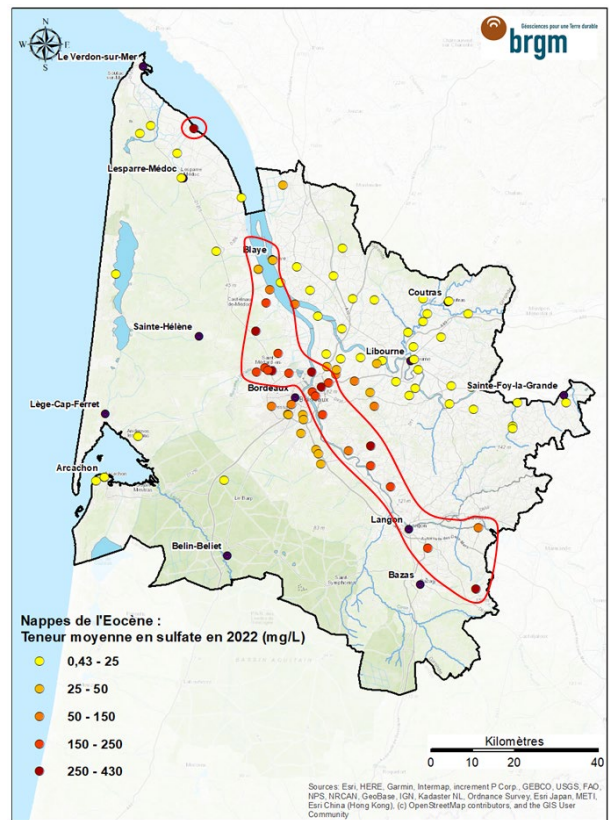 N
W E
S
Géosciences pour une Terre durable
brgm
Le Verdon-sur-Mer
Lesparre-Médoc
Blaye
Coutras
Sainte-Hélène
Libourne
Sainte-Foy-la-Grande
Bordeaux
Lège-Cap-Ferret
Arcachon
Langon
Belin-Beliet
Bazas
Nappes de l'Eocène :
Teneur moyenne en sulfate en 2022 (mg/L)
0,43 - 25
25 - 50
50 - 150
150 - 250
250 - 430
Kilomètres
0 20 40
Sources: Esri, HERE, Garmin, Intermap, increment P Corp., GEBCO, USGS, FAO,
NPS, NRCAN, GeoBase, IGN, Kadaster NL, Ordnance Survey, Esri Japan, METI,
Esri China (Hong Kong), (c) OpenStreetMap contributors, and the GIS User
Community